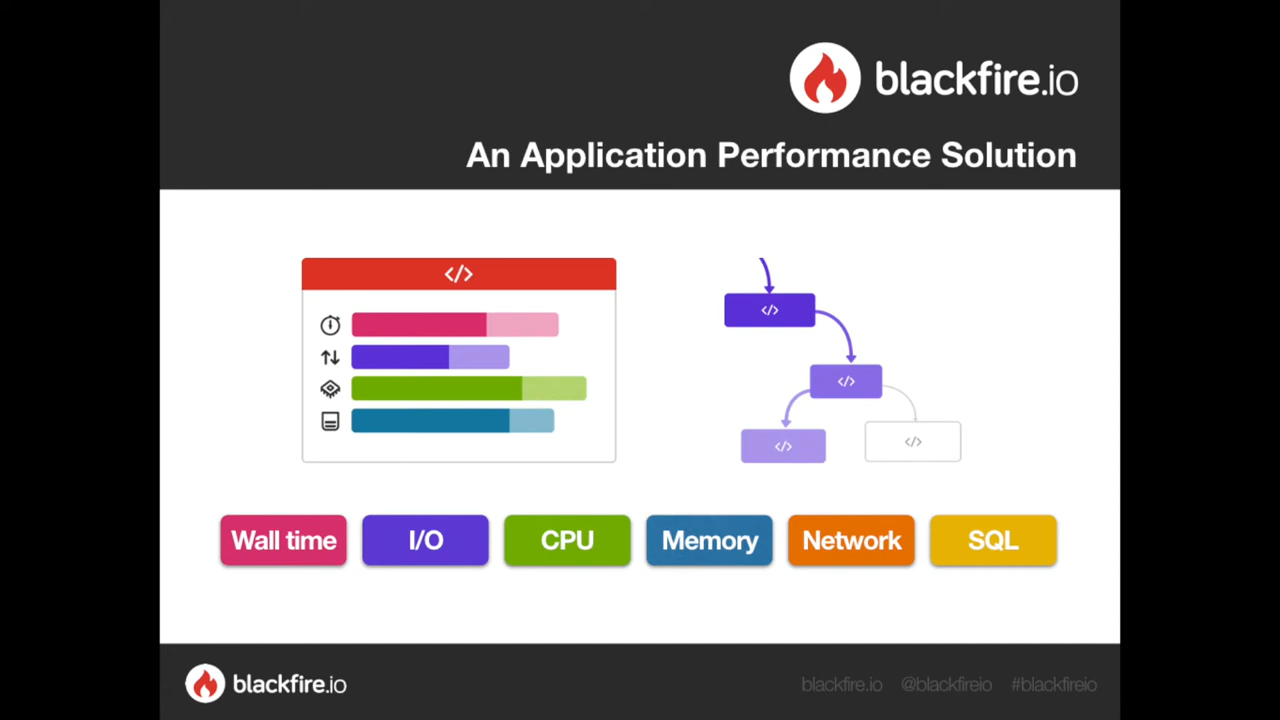 blackfire.io
An Application Performance Solution
</>
</>
</>
</>
</>
Wall time I/O CPU Memory Network SQL
blackfire.io blackfire.io @blackfireio #blackfireio